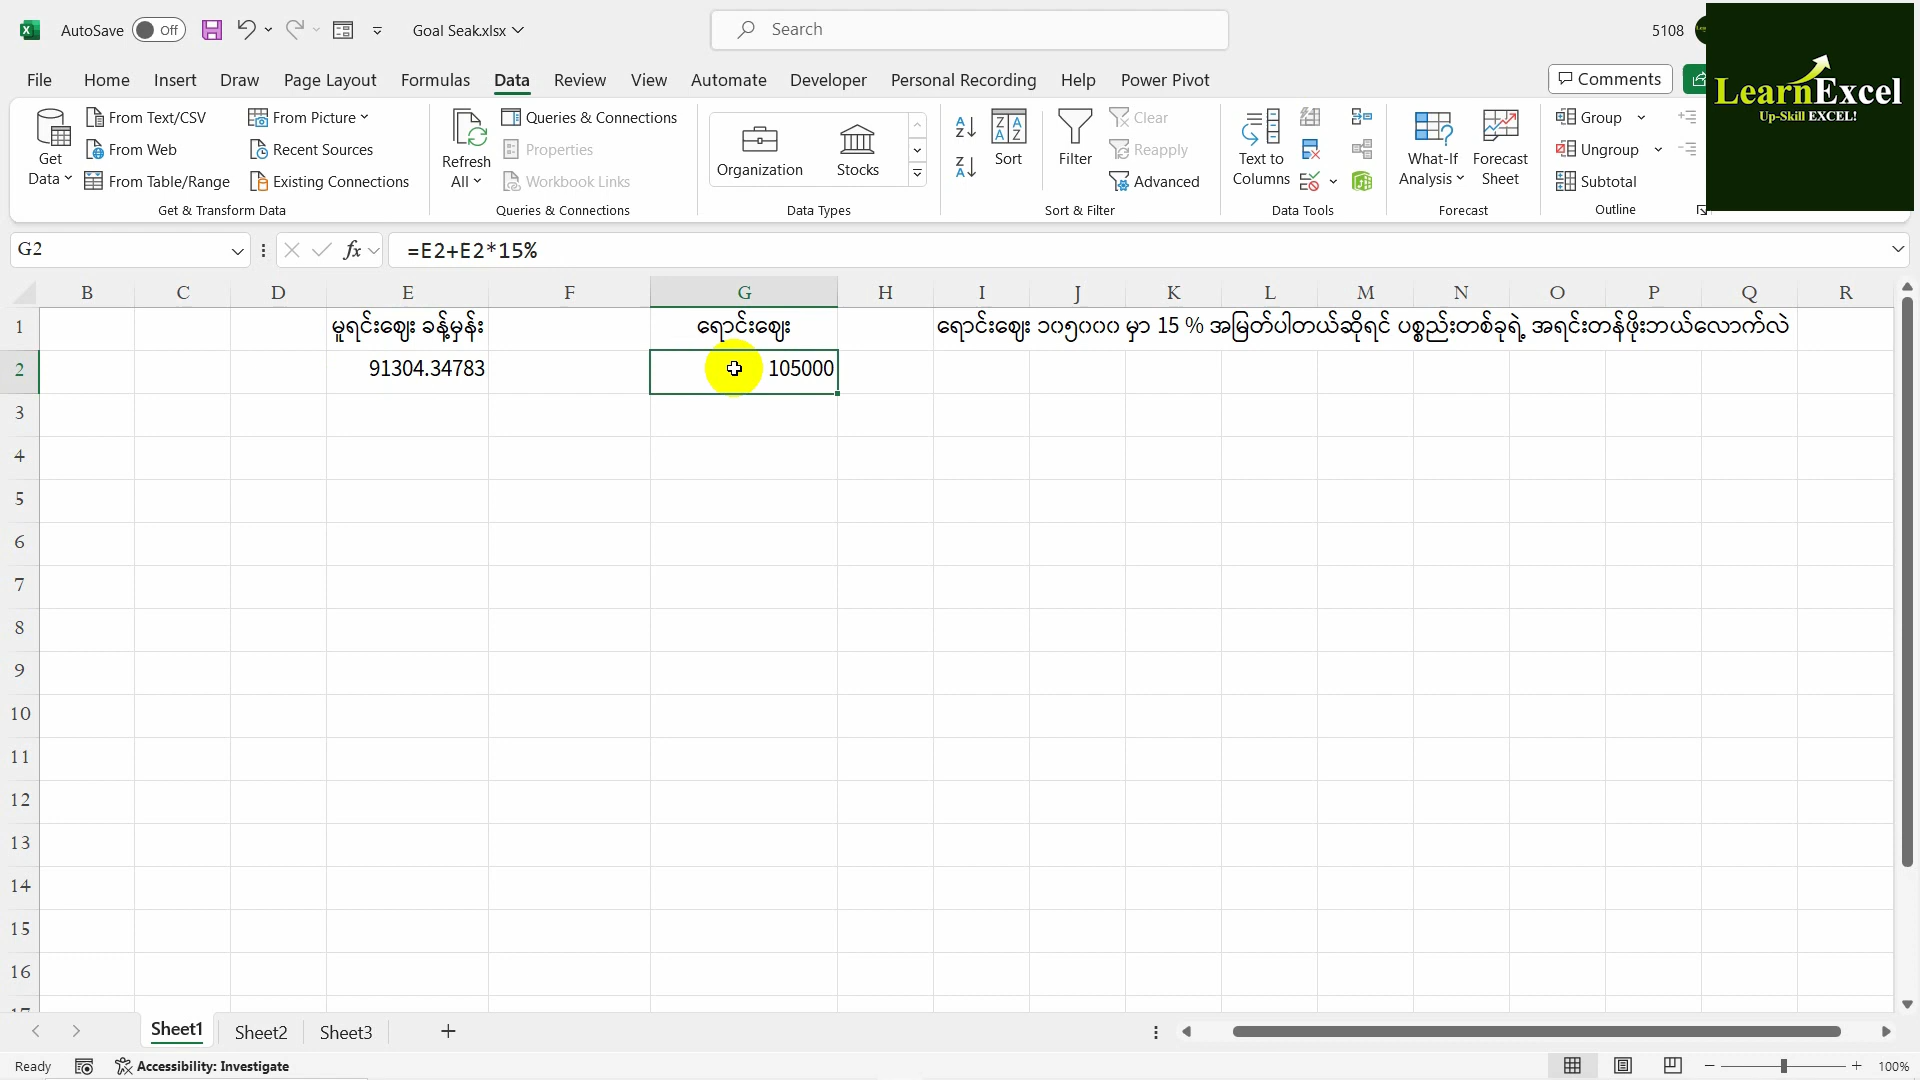 AutoSave Off Goal Seak.xlsx Search 5108
LearnExcel
Up-Skill EXCEL!
File Home Insert Draw Page Layout Formulas Data Review View Automate Developer Personal Recording Help Power Pivot Comments
Get Data
From Text/CSV
From Web
From Table/Range
From Picture
Recent Sources
Existing Connections
Get & Transform Data
Refresh All
Queries & Connections
Properties
Workbook Links
Queries & Connections
Organization
Stocks
Data Types
Sort
Filter
Clear
Reapply
Advanced
Sort & Filter
Text to Columns
Data Tools
What-If Analysis
Forecast Sheet
Forecast
Group
Ungroup
Subtotal
Outline
G2 fx =E2+E2*15%
B C D E F G H I J K L M N O P Q R
1 မူရင်းဈေး ခန့်မှန်း ရောင်းဈေး ရောင်းဈေး ၁၀၅၀၀၀ မှာ 15 % အမြတ်ပါတယ်ဆိုရင် ပစ္စည်းတစ်ခုရဲ့ အရင်းတန်ဖိုးဘယ်လောက်လဲ
2 91304.34783 105000
3
4
5
6
7
8
9
10
11
12
13
14
15
16
Sheet1 Sheet2 Sheet3
Ready Accessibility: Investigate 100%